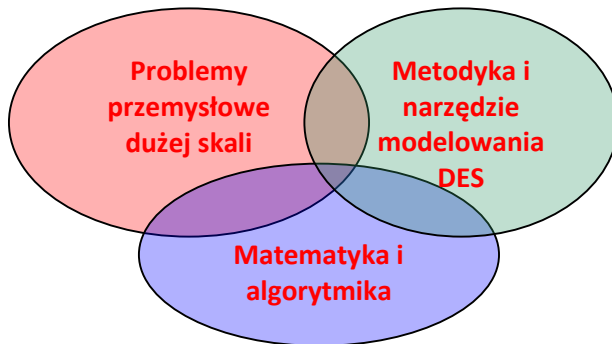 Problemy
przemysłowe
dużej skali
Metodyka i
narzędzie
modelowania
DES
Matematyka i
algorytmika